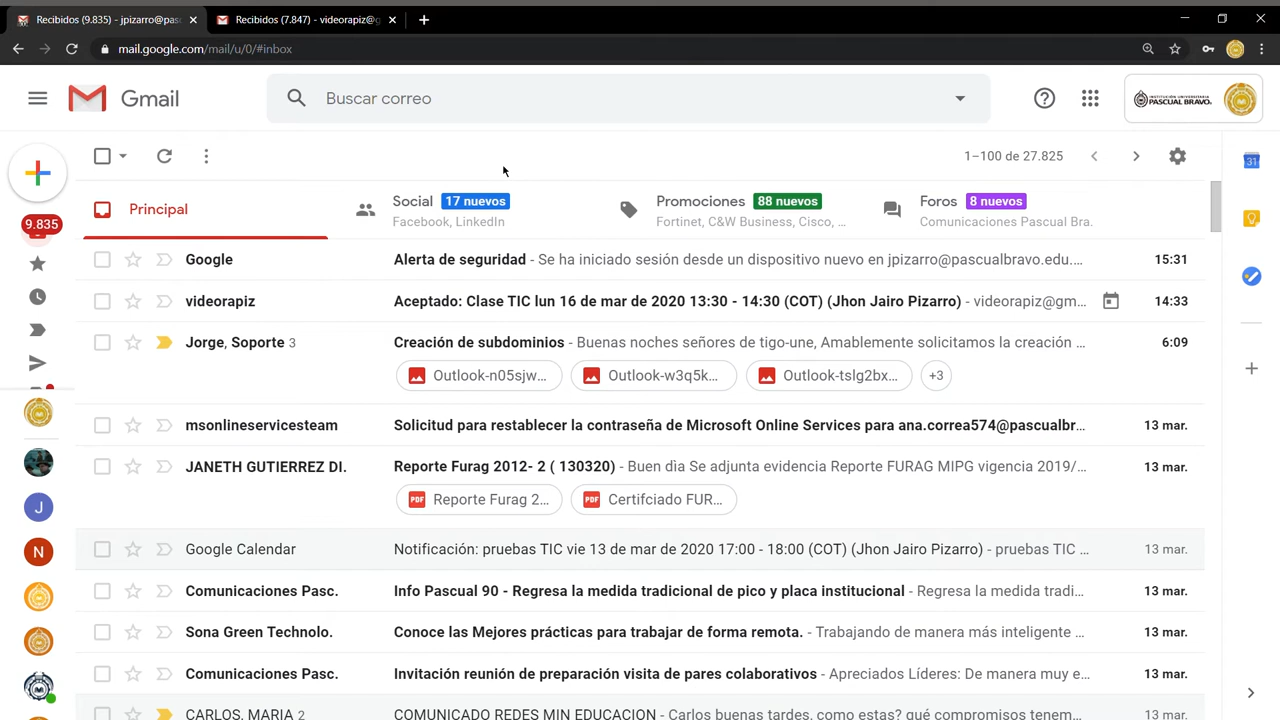 Recibidos (9.835) - jpizarro@pas
Recibidos (7.847) - videorapiz@g
mail.google.com/mail/u/0/#inbox
Gmail
Buscar correo
INSTITUCIÓN UNIVERSITARIA
PASCUAL BRAVO
1–100 de 27.825
31
9.835
Principal
Social 17 nuevos
Facebook, LinkedIn
Promociones 88 nuevos
Fortinet, C&W Business, Cisco, ...
Foros 8 nuevos
Comunicaciones Pascual Bra.
Google Alerta de seguridad - Se ha iniciado sesión desde un dispositivo nuevo en jpizarro@pascualbravo.edu.... 15:31
videorapiz Aceptado: Clase TIC lun 16 de mar de 2020 13:30 - 14:30 (COT) (Jhon Jairo Pizarro) - videorapiz@gm... 14:33
Jorge, Soporte 3 Creación de subdominios - Buenas noches señores de tigo-une, Amablemente solicitamos la creación ... 6:09
Outlook-n05sjw... Outlook-w3q5k... Outlook-tslg2bx... +3
msonlineservicesteam Solicitud para restablecer la contraseña de Microsoft Online Services para ana.correa574@pascualbr... 13 mar.
JANETH GUTIERREZ DI. Reporte Furag 2012- 2 ( 130320) - Buen dìa Se adjunta evidencia Reporte FURAG MIPG vigencia 2019/... 13 mar.
PDF Reporte Furag 2... PDF Certifciado FUR...
J
Google Calendar Notificación: pruebas TIC vie 13 de mar de 2020 17:00 - 18:00 (COT) (Jhon Jairo Pizarro) - pruebas TIC ... 13 mar.
N
Comunicaciones Pasc. Info Pascual 90 - Regresa la medida tradicional de pico y placa institucional - Regresa la medida tradi... 13 mar.
Sona Green Technolo. Conoce las Mejores prácticas para trabajar de forma remota. - Trabajando de manera más inteligente ... 13 mar.
Comunicaciones Pasc. Invitación reunión de preparación visita de pares colaborativos - Apreciados Líderes: De manera muy e... 13 mar.
CARLOS, MARIA 2 COMUNICADO REDES MIN EDUCACION - Carlos buenas tardes, como estas? qué compromisos tenem... 13 mar.